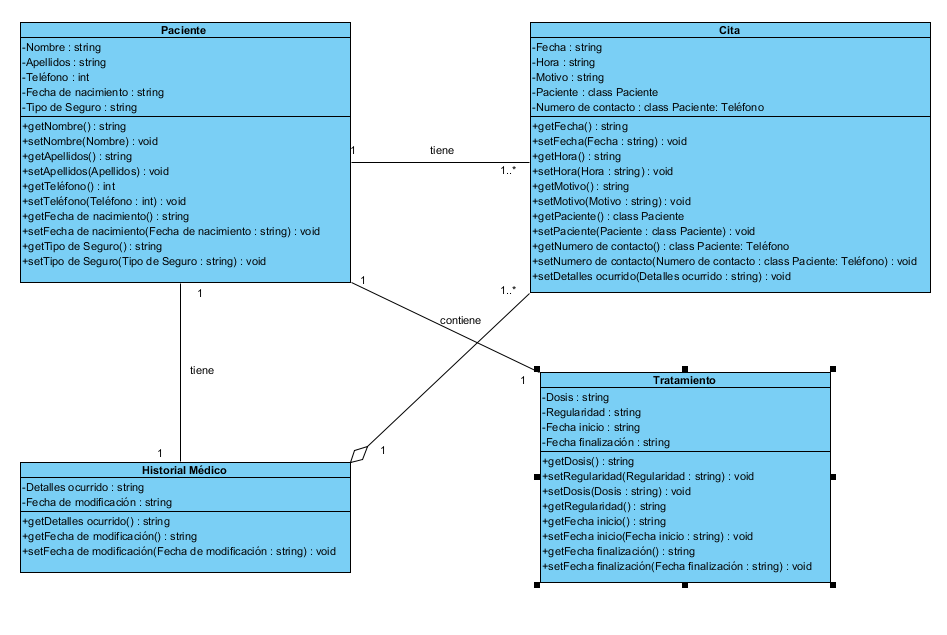 Paciente
-Nombre : string
-Apellidos : string
-Teléfono : int
-Fecha de nacimiento : string
-Tipo de Seguro : string
+getNombre() : string
+setNombre(Nombre) : void
+getApellidos() : string
+setApellidos(Apellidos) : void
+getTeléfono() : int
+setTeléfono(Teléfono : int) : void
+getFecha de nacimiento() : string
+setFecha de nacimiento(Fecha de nacimiento : string) : void
+getTipo de Seguro() : string
+setTipo de Seguro(Tipo de Seguro : string) : void
1
tiene
1..*
Cita
-Fecha : string
-Hora : string
-Motivo : string
-Paciente : class Paciente
-Numero de contacto : class Paciente: Teléfono
+getFecha() : string
+setFecha(Fecha : string) : void
+getHora() : string
+setHora(Hora : string) : void
+getMotivo() : string
+setMotivo(Motivo : string) : void
+getPaciente() : class Paciente
+setPaciente(Paciente : class Paciente) : void
+getNumero de contacto() : class Paciente: Teléfono
+setNumero de contacto(Numero de contacto : class Paciente: Teléfono) : void
+setDetalles ocurrido(Detalles ocurrido : string) : void
1
1
1..*
contiene
tiene
1
1
1
Historial Médico
-Detalles ocurrido : string
-Fecha de modificación : string
+getDetalles ocurrido() : string
+getFecha de modificación() : string
+setFecha de modificación(Fecha de modificación : string) : void
Tratamiento
-Dosis : string
-Regularidad : string
-Fecha inicio : string
-Fecha finalización : string
+getDosis() : string
+setRegularidad(Regularidad : string) : void
+setDosis(Dosis : string) : void
+getRegularidad() : string
+getFecha inicio() : string
+setFecha inicio(Fecha inicio : string) : void
+getFecha finalización() : string
+setFecha finalización(Fecha finalización : string) : void